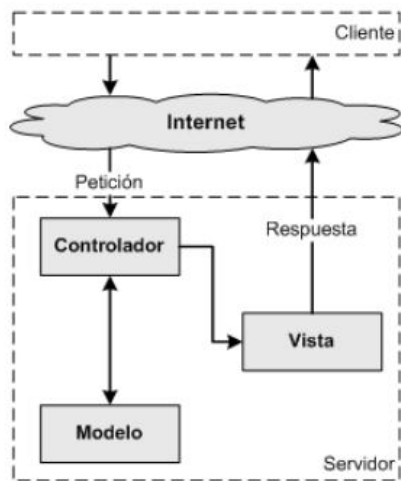 Cliente
Internet
Petición
Controlador
Respuesta
Vista
Modelo
Servidor